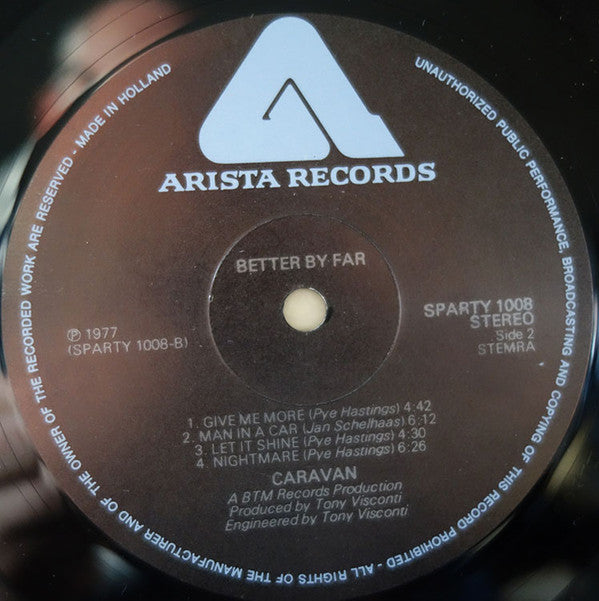 ARISTA RECORDS
BETTER BY FAR
SPARTY 1008
STEREO
Side 2
STEMRA
℗ 1977
(SPARTY 1008-B)
1. GIVE ME MORE (Pye Hastings) 4:42
2. MAN IN A CAR (Jan Schelhaas) 6:12
3. LET IT SHINE (Pye Hastings) 4:30
4. NIGHTMARE (Pye Hastings) 6:26
CARAVAN
A BTM Records Production
Produced by Tony Visconti
Engineered by Tony Visconti
UNAUTHORIZED PUBLIC PERFORMANCE, BROADCASTING AND COPYING OF THIS RECORD PROHIBITED - ALL RIGHTS OF THE MANUFACTURER AND OF THE OWNER OF THE RECORDED WORK ARE RESERVED - MADE IN HOLLAND